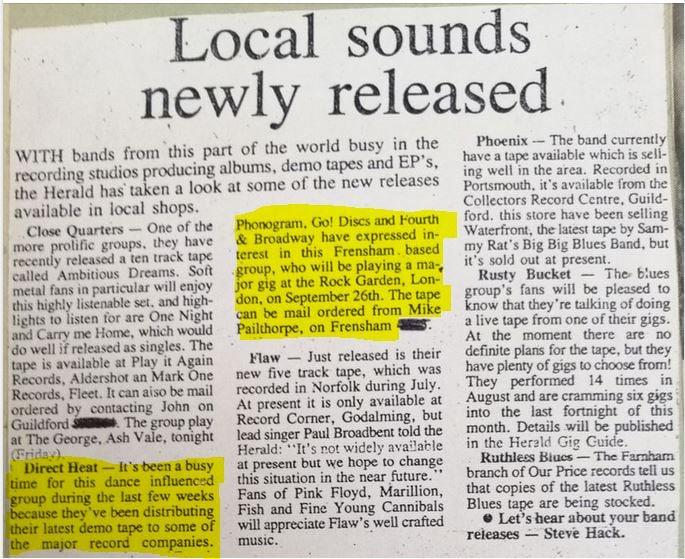 Local sounds
newly released
WITH bands from this part of the world busy in the
recording studios producing albums, demo tapes and EP's,
the Herald has taken a look at some of the new releases
available in local shops.
Close Quarters — One of the
more prolific groups, they have
recently released a ten track tape
called Ambitious Dreams. Soft
metal fans in particular will enjoy
this highly listenable set, and high-
lights to listen for are One Night
and Carry me Home, which would
do well if released as singles. The
tape is available at Play it Again
Records, Aldershot an Mark One
Records, Fleet. It can also be mail
ordered by contacting John on
Guildford
The group play
at The George, Ash Vale, tonight
(Friday).
Direct Heat — It's been a busy
time for this dance influenced
group during the last few weeks
because they've been distributing
their latest demo tape to some of
the major record companies.
Phonogram, Go! Discs and Fourth
& Broadway have expressed in-
terest in this Frensham based
group, who will be playing a ma-
jor gig at the Rock Garden, Lon-
don, on September 26th. The tape
can be mail ordered from Mike
Pailthorpe, on Frensham
Flaw — Just released is their
new five track tape, which was
recorded in Norfolk during July.
At present it is only available at
Record Corner, Godalming, but
lead singer Paul Broadbent told the
Herald: "It's not widely available
at present but we hope to change
this situation in the near future."
Fans of Pink Floyd, Marillion,
Fish and Fine Young Cannibals
will appreciate Flaw's well crafted
music.
Phoenix — The band currently
have a tape available which is sel-
ling well in the area. Recorded in
Portsmouth, it's available from the
Collectors Record Centre, Guild-
ford. this store have been selling
Waterfront, the latest tape by Sam-
my Rat's Big Big Blues Band, but
it's sold out at present.
Rusty Bucket — The blues
group's fans will be pleased to
know that they're talking of doing
a live tape from one of their gigs.
At the moment there are no
definite plans for the tape, but they
have plenty of gigs to choose from!
They performed 14 times in
August and are cramming six gigs
into the last fortnight of this
month. Details will be published
in the Herald Gig Guide.
Ruthless Blues — The Farnham
branch of Our Price records tell us
that copies of the latest Ruthless
Blues tape are being stocked.
● Let's hear about your band
releases — Steve Hack.